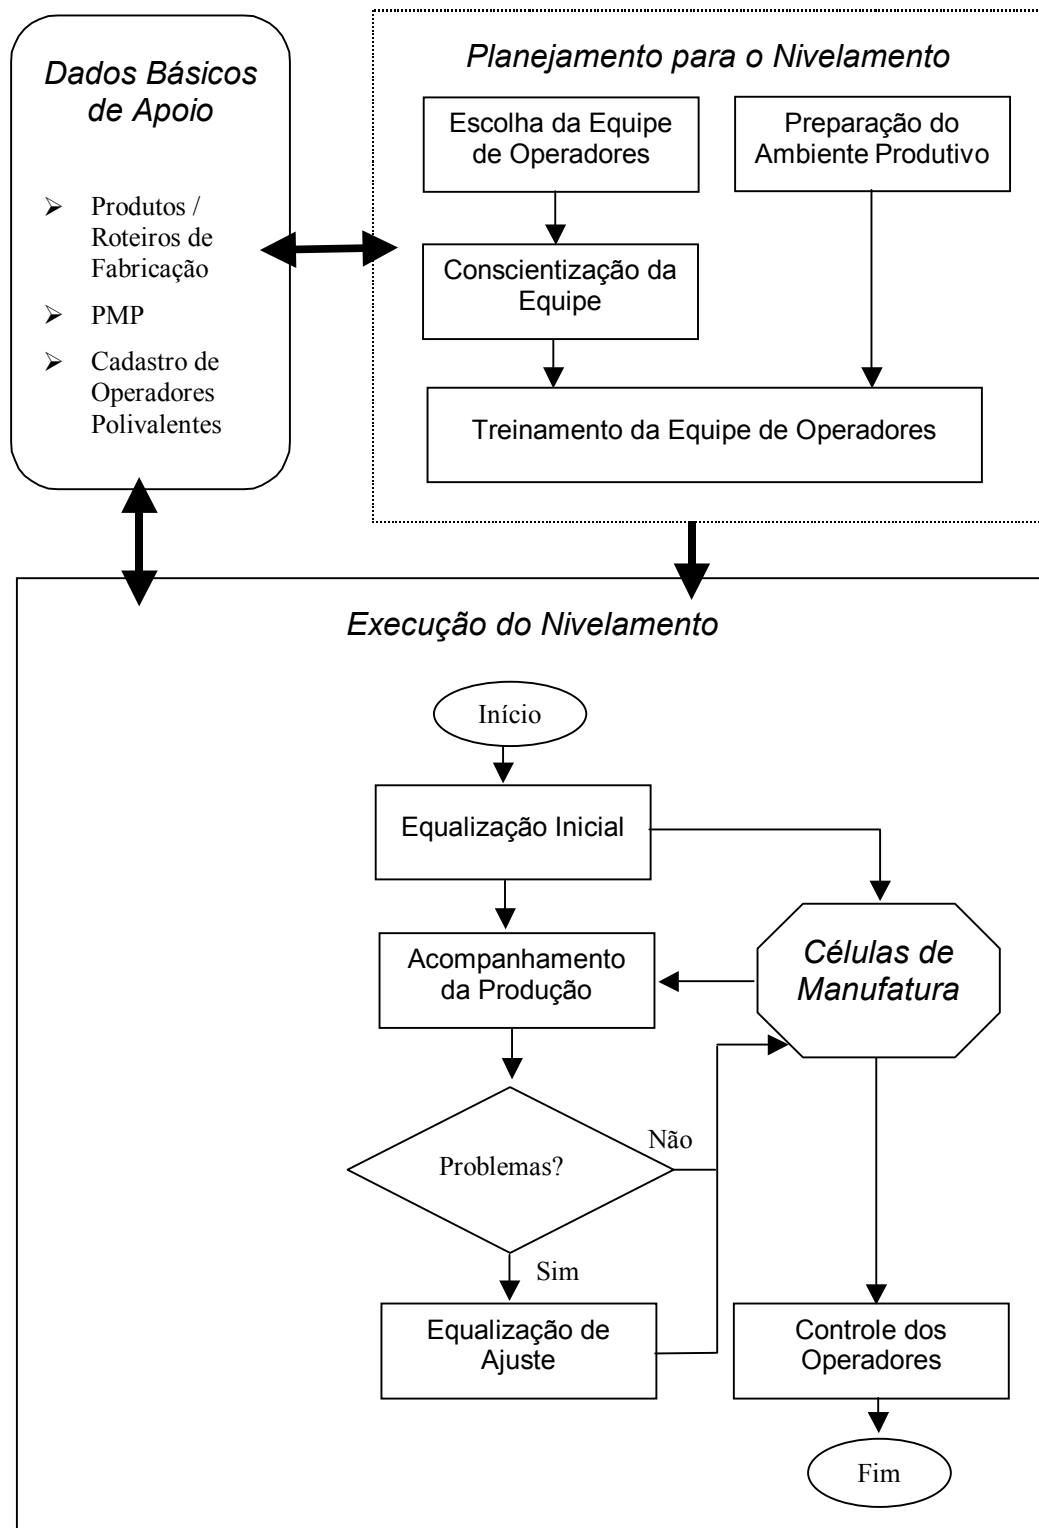 Dados Básicos
de Apoio
Produtos /
Roteiros de
Fabricação
PMP
Cadastro de
Operadores
Polivalentes
Planejamento para o Nivelamento
Escolha da Equipe
de Operadores
Preparação do
Ambiente Produtivo
Conscientização da
Equipe
Treinamento da Equipe de Operadores
Execução do Nivelamento
Início
Equalização Inicial
Acompanhamento
da Produção
Células de
Manufatura
Não
Problemas?
Sim
Equalização de
Ajuste
Controle dos
Operadores
Fim